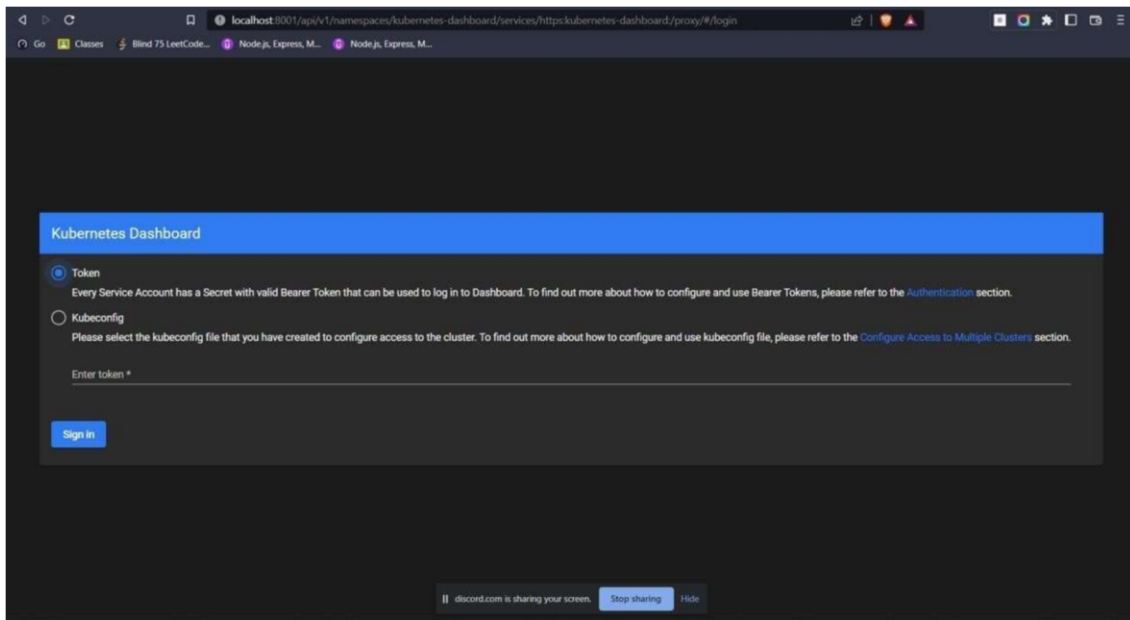 localhost:8001/api/v1/namespaces/kubernetes-dashboard/services/https:kubernetes-dashboard:/proxy/#/login
Go Classes Blind 75 LeetCode... Node.js, Express, M... Node.js, Express, M...
Kubernetes Dashboard
Token
Every Service Account has a Secret with valid Bearer Token that can be used to log in to Dashboard. To find out more about how to configure and use Bearer Tokens, please refer to the Authentication section.
Kubeconfig
Please select the kubeconfig file that you have created to configure access to the cluster. To find out more about how to configure and use kubeconfig file, please refer to the Configure Access to Multiple Clusters section.
Enter token *
Sign in
discord.com is sharing your screen. Stop sharing Hide